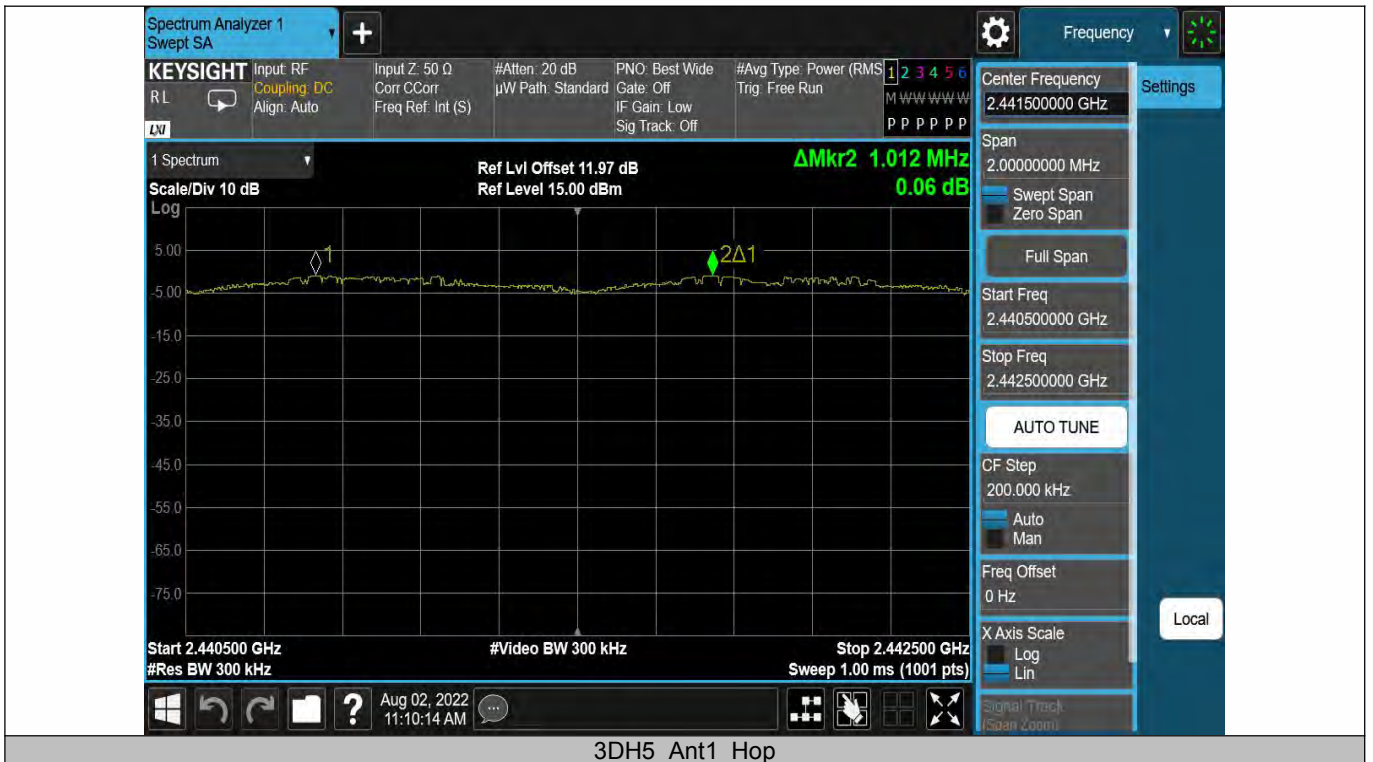 Spectrum Analyzer 1
Swept SA
Frequency
KEYSIGHT
RL
LXI
Input: RF
Coupling: DC
Align: Auto
Input Z: 50 Ω
Corr CCorr
Freq Ref: Int (S)
#Atten: 20 dB
µW Path: Standard
PNO: Best Wide
Gate: Off
IF Gain: Low
Sig Track: Off
#Avg Type: Power (RMS
Trig: Free Run
1 2 3 4 5 6
M W W W W W
P P P P P P
1 Spectrum
Scale/Div 10 dB
Log
Ref Lvl Offset 11.97 dB
Ref Level 15.00 dBm
ΔMkr2 1.012 MHz
0.06 dB
1
2Δ1
5.00
-5.00
-15.0
-25.0
-35.0
-45.0
-55.0
-65.0
-75.0
Start 2.440500 GHz
#Res BW 300 kHz
#Video BW 300 kHz
Stop 2.442500 GHz
Sweep 1.00 ms (1001 pts)
Center Frequency
2.441500000 GHz
Settings
Span
2.00000000 MHz
Swept Span
Zero Span
Full Span
Start Freq
2.440500000 GHz
Stop Freq
2.442500000 GHz
AUTO TUNE
CF Step
200.000 kHz
Auto
Man
Freq Offset
0 Hz
X Axis Scale
Log
Lin
Local
Signal Track
(Span Zoom)
?
Aug 02, 2022
11:10:14 AM
3DH5_Ant1_Hop